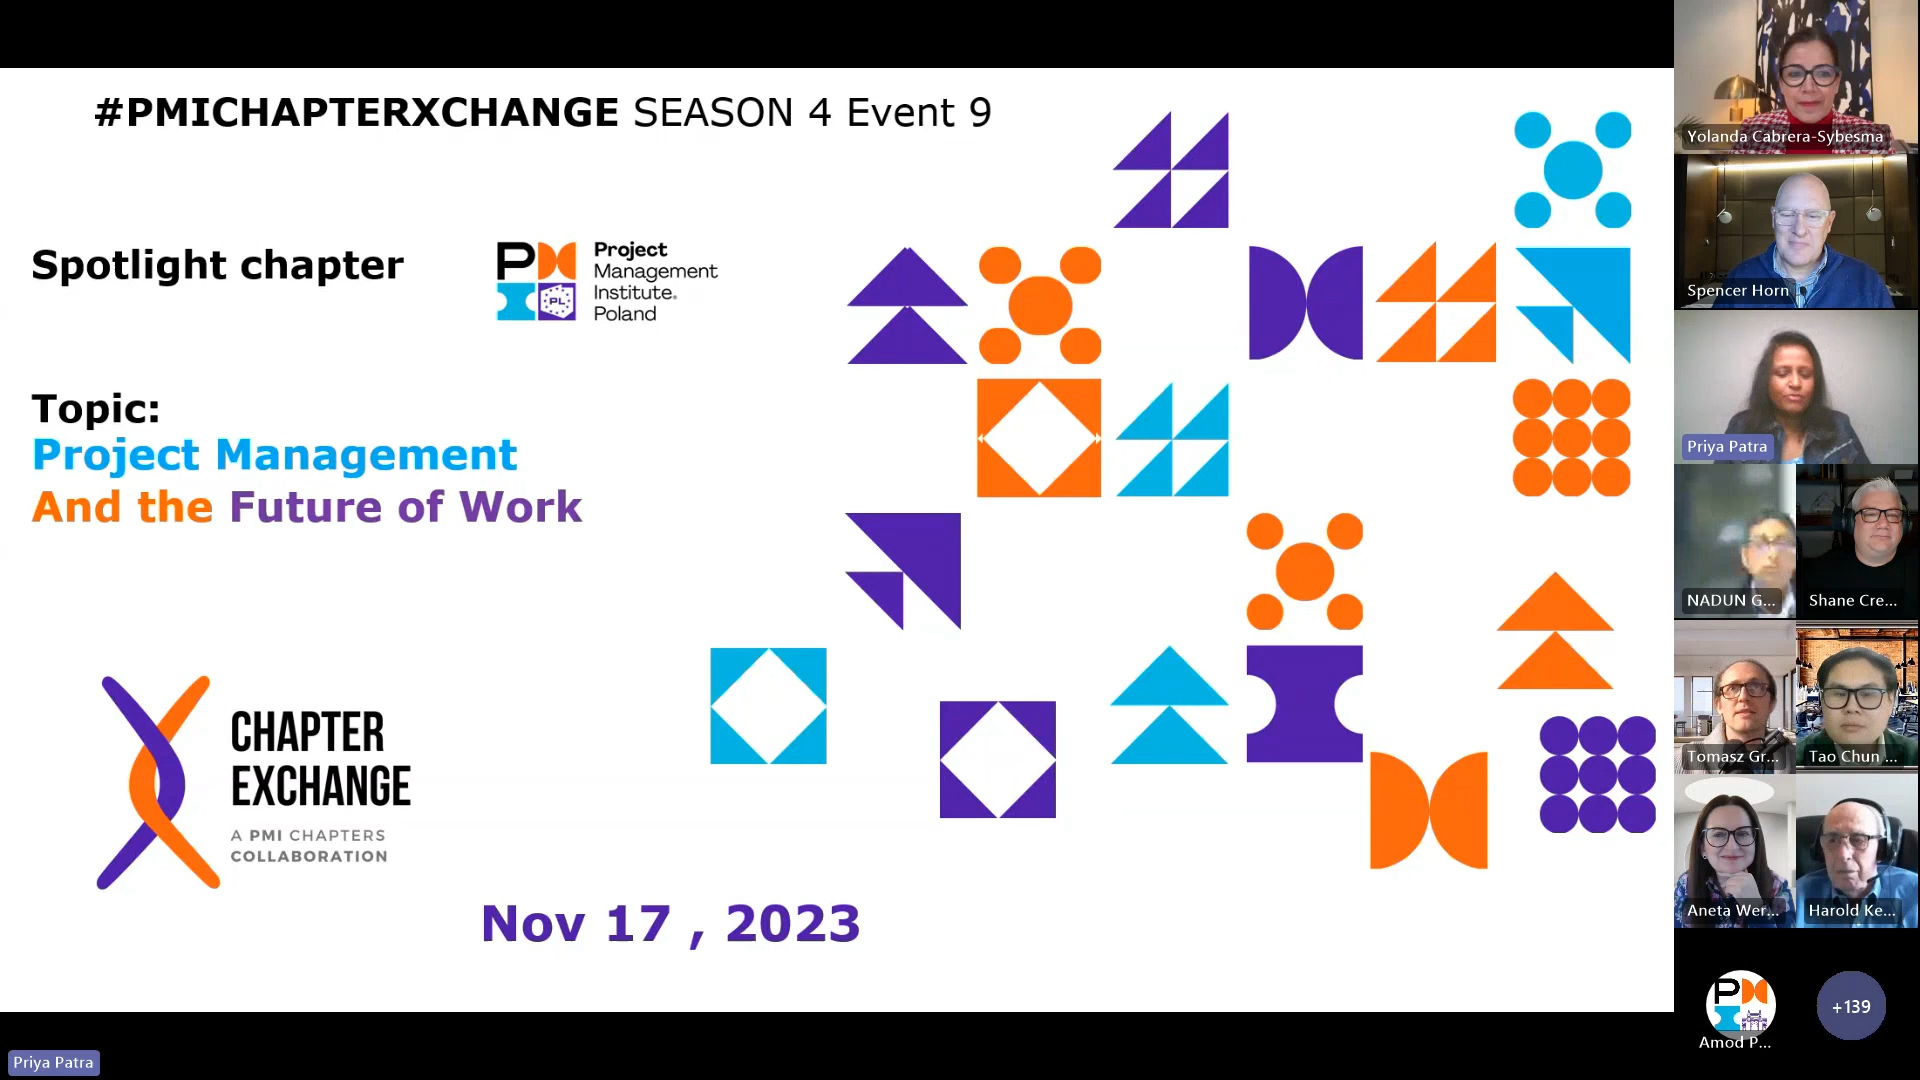 #PMICHAPTERXCHANGE SEASON 4 Event 9
Spotlight chapter
PM
PL
Project
Management
Institute.
Poland
Topic:
Project Management
And the Future of Work
CHAPTER
EXCHANGE
A PMI CHAPTERS
COLLABORATION
Nov 17 , 2023
Priya Patra
Yolanda Cabrera-Sybesma
Spencer Horn
Priya Patra
NADUN G...
Shane Cre...
Tomasz Gr...
Tao Chun ...
Aneta Wer...
Harold Ke...
Amod P...
+139